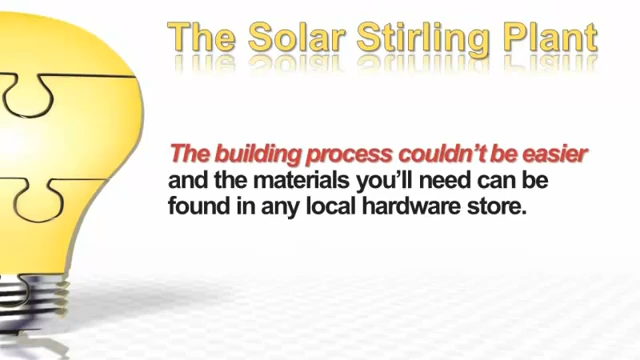 The Solar Stirling Plant
The building process couldn't be easier
and the materials you'll need can be
found in any local hardware store.